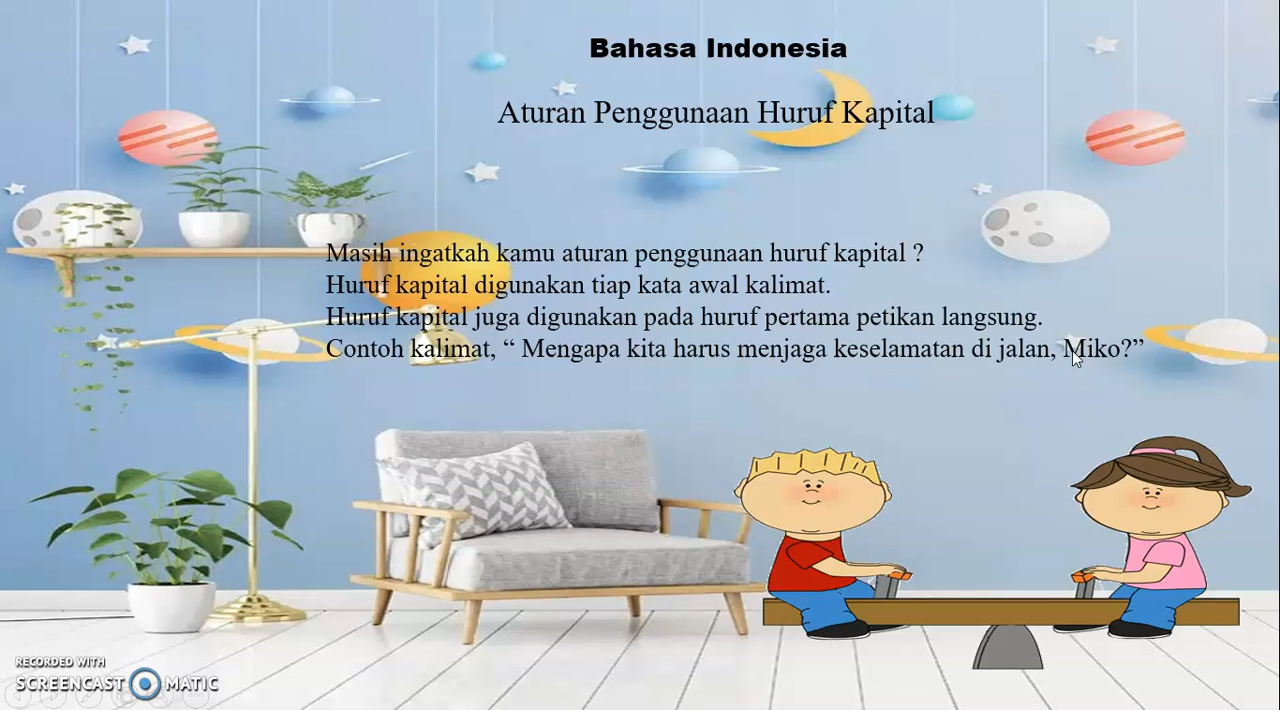 Bahasa Indonesia
Aturan Penggunaan Huruf Kapital
Masih ingatkah kamu aturan penggunaan huruf kapital ?
Huruf kapital digunakan tiap kata awal kalimat.
Huruf kapital juga digunakan pada huruf pertama petikan langsung.
Contoh kalimat, “ Mengapa kita harus menjaga keselamatan di jalan, Miko?”
RECORDED WITH
SCREENCAST MATIC